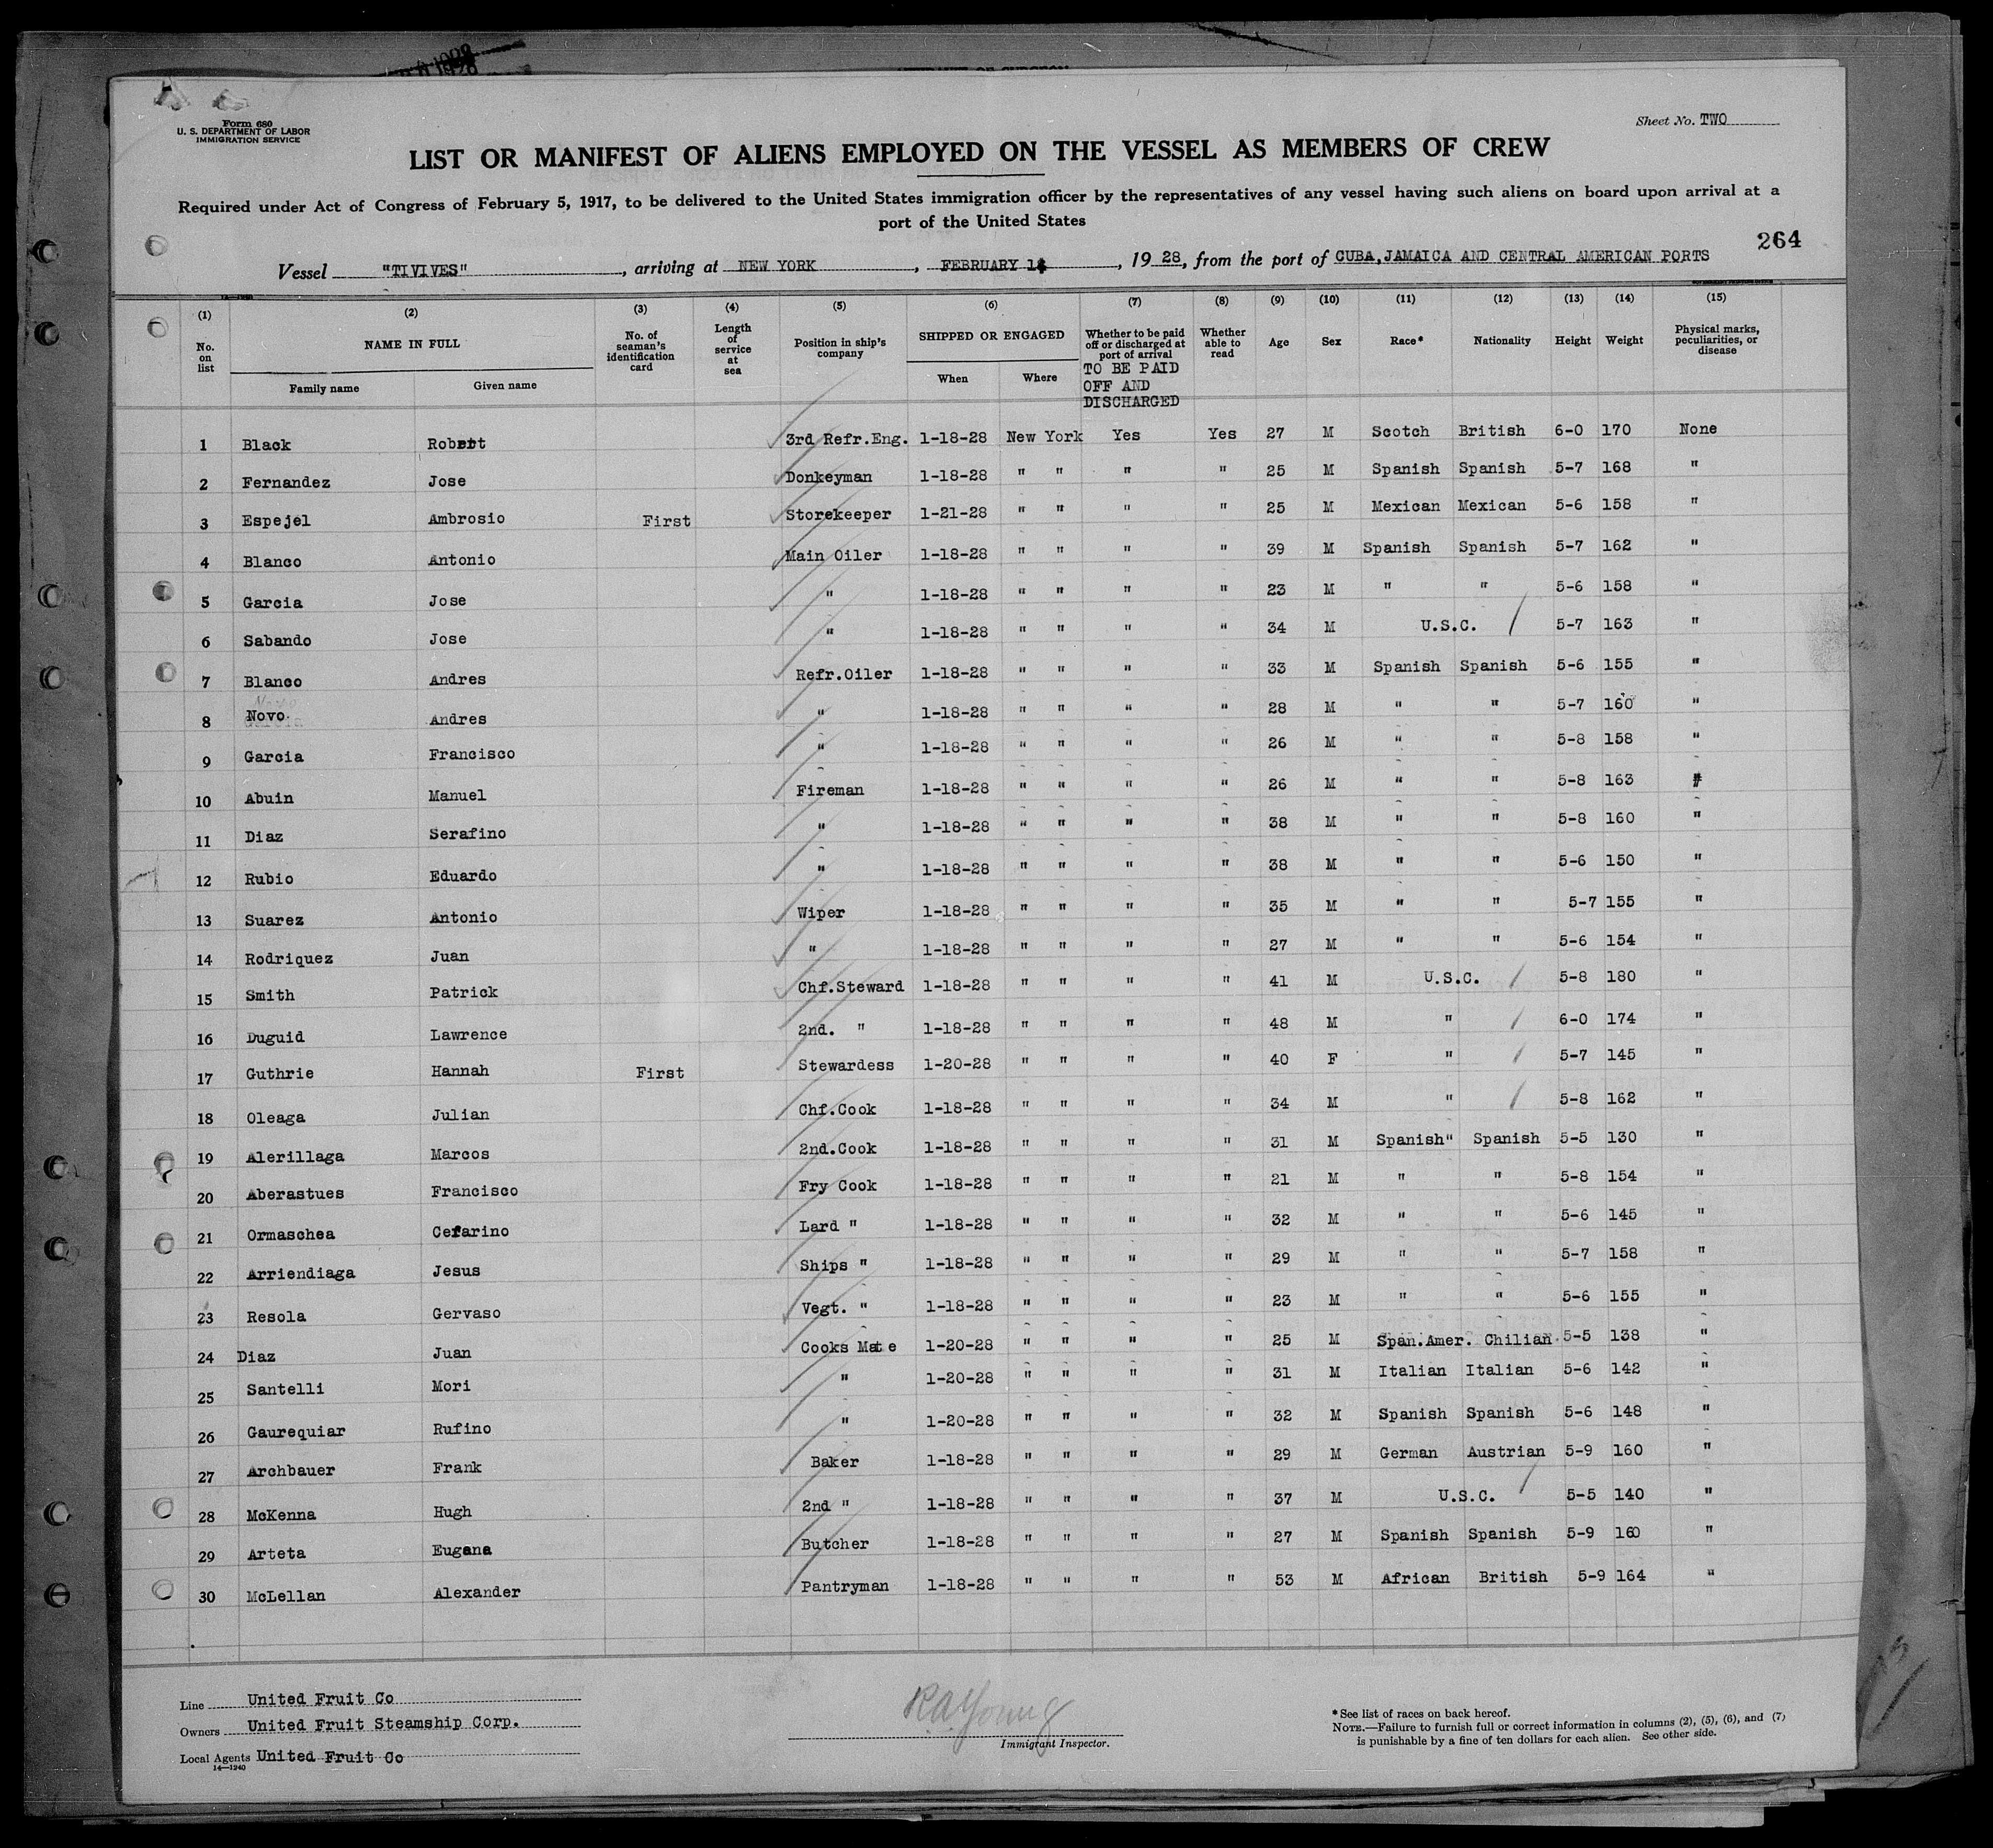 Form 680
U. S. DEPARTMENT OF LABOR
IMMIGRATION SERVICE
Sheet No. TWO
LIST OR MANIFEST OF ALIENS EMPLOYED ON THE VESSEL AS MEMBERS OF CREW
Required under Act of Congress of February 5, 1917, to be delivered to the United States immigration officer by the representatives of any vessel having such aliens on board upon arrival at a
port of the United States
264
Vessel "TIVIVES", arriving at NEW YORK, FEBRUARY 14, 1928, from the port of CUBA,JAMAICA AND CENTRAL AMERICAN PORTS
(1) (2) (3) (4) (5) (6) (7) (8) (9) (10) (11) (12) (13) (14) (15)
No. on list NAME IN FULL Family name Given name No. of seaman's identification card Length of service at sea Position in ship's company SHIPPED OR ENGAGED When Where Whether to be paid off or discharged at port of arrival Whether able to read Age Sex Race* Nationality Height Weight Physical marks, peculiarities, or disease
TO BE PAID OFF AND DISCHARGED
1 Black Robert 3rd Refr.Eng. 1-18-28 New York Yes Yes 27 M Scotch British 6-0 170 None
2 Fernandez Jose Donkeyman 1-18-28 " " " " 25 M Spanish Spanish 5-7 168 "
3 Espejel Ambrosio First Storekeeper 1-21-28 " " " " 25 M Mexican Mexican 5-6 158 "
4 Blanco Antonio Main Oiler 1-18-28 " " " " 39 M Spanish Spanish 5-7 162 "
5 Garcia Jose " 1-18-28 " " " " 23 M " " 5-6 158 "
6 Sabando Jose " 1-18-28 " " " " 34 M U.S.C. 5-7 163 "
7 Blanco Andres Refr.Oiler 1-18-28 " " " " 33 M Spanish Spanish 5-6 155 "
8 Novo Andres " 1-18-28 " " " " 28 M " " 5-7 160 "
9 Garcia Francisco " 1-18-28 " " " " 26 M " " 5-8 158 "
10 Abuin Manuel Fireman 1-18-28 " " " " 26 M " " 5-8 163 "
11 Diaz Serafino " 1-18-28 " " " " 38 M " " 5-8 160 "
12 Rubio Eduardo " 1-18-28 " " " " 38 M " " 5-6 150 "
13 Suarez Antonio Wiper 1-18-28 " " " " 35 M " " 5-7 155 "
14 Rodriquez Juan " 1-18-28 " " " " 27 M " " 5-6 154 "
15 Smith Patrick Chf.Steward 1-18-28 " " " " 41 M U.S.C. 5-8 180 "
16 Duguid Lawrence 2nd. " 1-18-28 " " " " 48 M " 6-0 174 "
17 Guthrie Hannah First Stewardess 1-20-28 " " " " 40 F " 5-7 145 "
18 Oleaga Julian Chf.Cook 1-18-28 " " " " 34 M " 5-8 162 "
19 Alerillaga Marcos 2nd.Cook 1-18-28 " " " " 31 M Spanish" Spanish 5-5 130 "
20 Aberastues Francisco Fry Cook 1-18-28 " " " " 21 M " " 5-8 154 "
21 Ormaschea Cefarino Lard " 1-18-28 " " " " 32 M " " 5-6 145 "
22 Arriendiaga Jesus Ships " 1-18-28 " " " " 29 M " " 5-7 158 "
23 Resola Gervaso Vegt. " 1-18-28 " " " " 23 M " " 5-6 155 "
24 Diaz Juan Cooks Mate 1-20-28 " " " " 25 M Span.Amer. Chilian 5-5 138 "
25 Santelli Mori " 1-20-28 " " " " 31 M Italian Italian 5-6 142 "
26 Gaurequiar Rufino " 1-20-28 " " " " 32 M Spanish Spanish 5-6 148 "
27 Archbauer Frank Baker 1-18-28 " " " " 29 M German Austrian 5-9 160 "
28 McKenna Hugh 2nd " 1-18-28 " " " " 37 M U.S.C. 5-5 140 "
29 Arteta Eugana Butcher 1-18-28 " " " " 27 M Spanish Spanish 5-9 160 "
30 McLellan Alexander Pantryman 1-18-28 " " " " 53 M African British 5-9 164 "
Line United Fruit Co
Owners United Fruit Steamship Corp.
Local Agents United Fruit Co
14—1240
R.A. Young
Immigrant Inspector.
*See list of races on back hereof.
NOTE.—Failure to furnish full or correct information in columns (2), (5), (6), and (7)
is punishable by a fine of ten dollars for each alien. See other side.